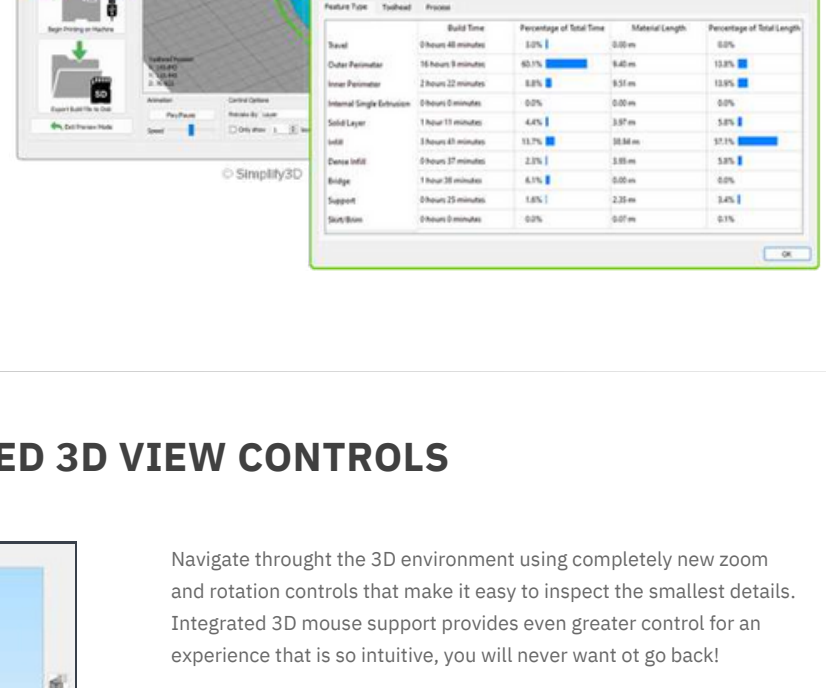 Feature Type Toolhead Process
Build Time Percentage of Total Time Material Length Percentage of Total Length
Travel 0 hours 48 minutes 3.0% 0.00 m 0.0%
Outer Perimeter 16 hours 9 minutes 60.1% 9.40 m 13.8%
Inner Perimeter 2 hours 22 minutes 8.8% 9.51 m 13.9%
Internal Single Extrusion 0 hours 0 minutes 0.0% 0.00 m 0.0%
Solid Layer 1 hour 11 minutes 4.4% 3.97 m 5.8%
Infill 3 hours 41 minutes 13.7% 57.1%
Dense Infill 0 hours 37 minutes 2.3% 5.8%
Bridge 6.1% 0.00 m 0.0%
Support 0 hours 25 minutes 1.6% 2.35 m 3.4%
Skirt/Brim 0 hours 0 minutes 0.0% 0.07 m 0.1%
OK
Begin Printing on Machine
SD
Export Build File to Disk
Exit Preview Mode
Toolhead Position
Animation
Play/Pause
Speed
Control Options
Preview By Layer
Only show 1
© Simplify3D
ED 3D VIEW CONTROLS
Navigate throught the 3D environment using completely new zoom
and rotation controls that make it easy to inspect the smallest details.
Integrated 3D mouse support provides even greater control for an
experience that is so intuitive, you will never want ot go back!